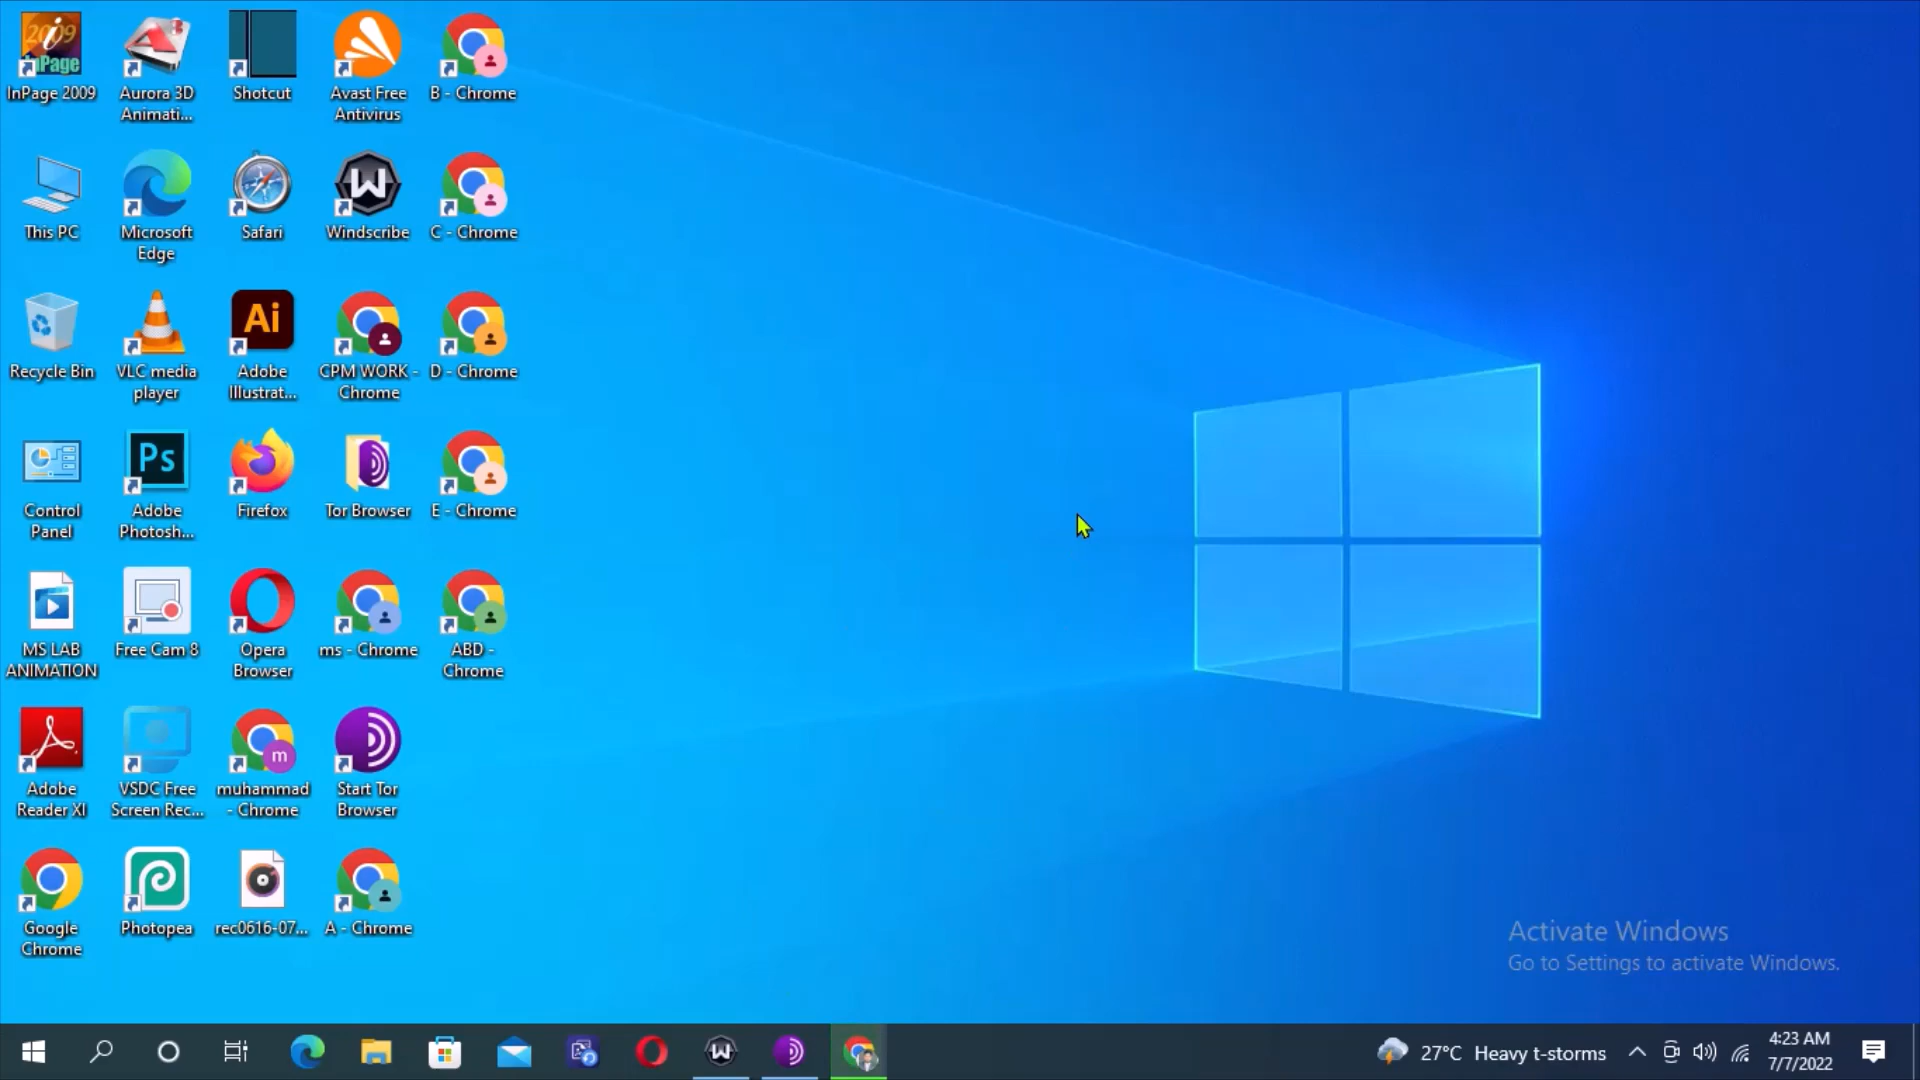 2009
i
InPage
InPage 2009
Aurora 3D
Animati...
Shotcut
Avast Free
Antivirus
B - Chrome
This PC
Microsoft
Edge
Safari
W
Windscribe
C - Chrome
Recycle Bin
VLC media
player
Ai
Adobe
Illustrat...
CPM WORK -
Chrome
D - Chrome
Control
Panel
Ps
Adobe
Photosh...
Firefox
Tor Browser
E - Chrome
MS LAB
ANIMATION
Free Cam 8
Opera
Browser
ms - Chrome
ABD -
Chrome
Adobe
Reader XI
VSDC Free
Screen Rec...
m
muhammad
- Chrome
Start Tor
Browser
Google
Chrome
Photopea
rec0616-07...
A - Chrome
Activate Windows
Go to Settings to activate Windows.
W
27°C Heavy t-storms
4:23 AM
7/7/2022